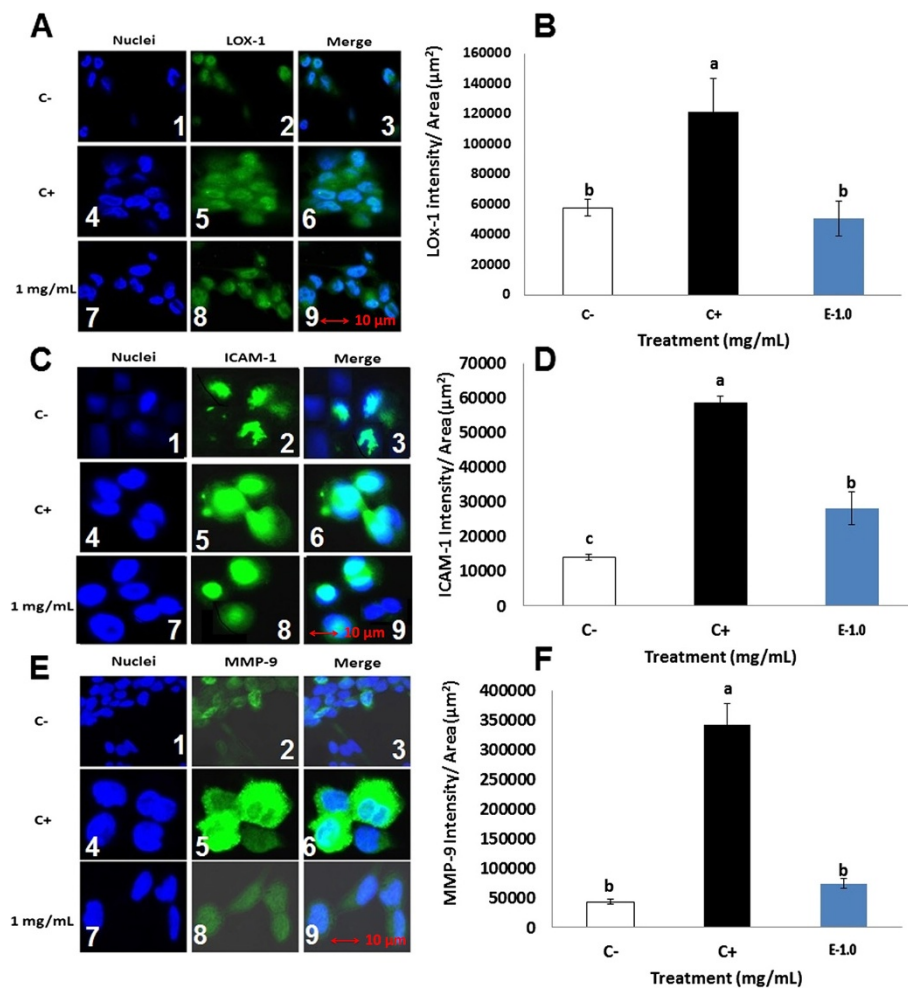 A
Nuclei LOX-1 Merge
C-
1 2 3
C+
4 5 6
1 mg/mL
7 8 9
10 µm
B
LOx-1 Intensity/ Area (µm²)
160000
140000
120000
100000
80000
60000
40000
20000
0
b a b
C- C+ E-1.0
Treatment (mg/mL)
C
Nuclei ICAM-1 Merge
C-
1 2 3
C+
4 5 6
1 mg/mL
7 8 9
10 µm
D
ICAM-1 Intensity/ Area (µm²)
70000
60000
50000
40000
30000
20000
10000
0
c a b
C- C+ E-1.0
Treatment (mg/mL)
E
Nuclei MMP-9 Merge
C-
1 2 3
C+
4 5 6
1 mg/mL
7 8 9
10 µm
F
MMP-9 Intensity/ Area (µm²)
400000
350000
300000
250000
200000
150000
100000
50000
0
b a b
C- C+ E-1.0
Treatment (mg/mL)